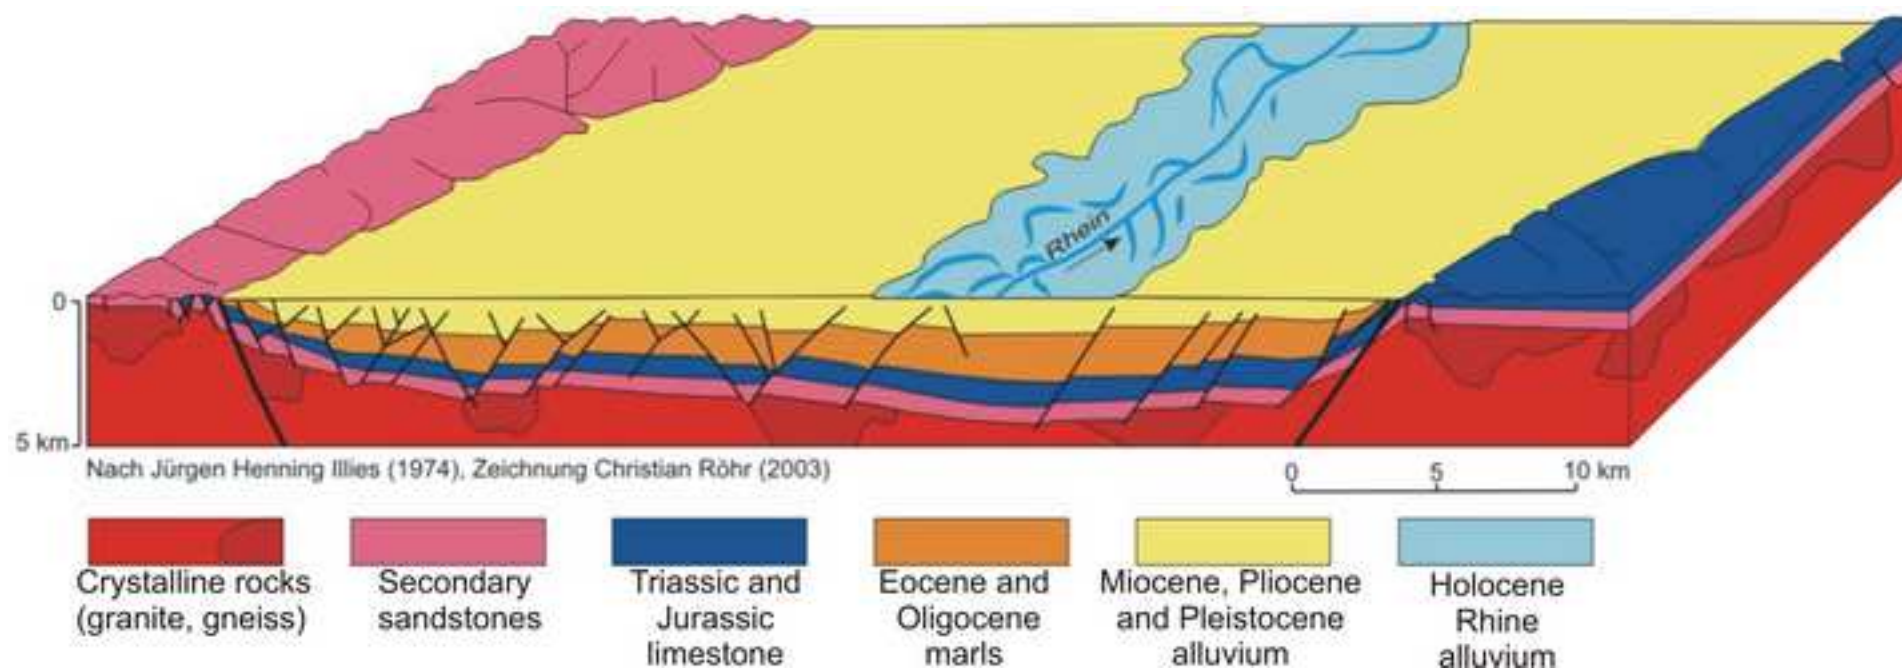 Rhein
0
5 km
Nach Jürgen Henning Illies (1974), Zeichnung Christian Röhr (2003)
0 5 10 km
Crystalline rocks
(granite, gneiss)
Secondary
sandstones
Triassic and
Jurassic
limestone
Eocene and
Oligocene
marls
Miocene, Pliocene
and Pleistocene
alluvium
Holocene
Rhine
alluvium